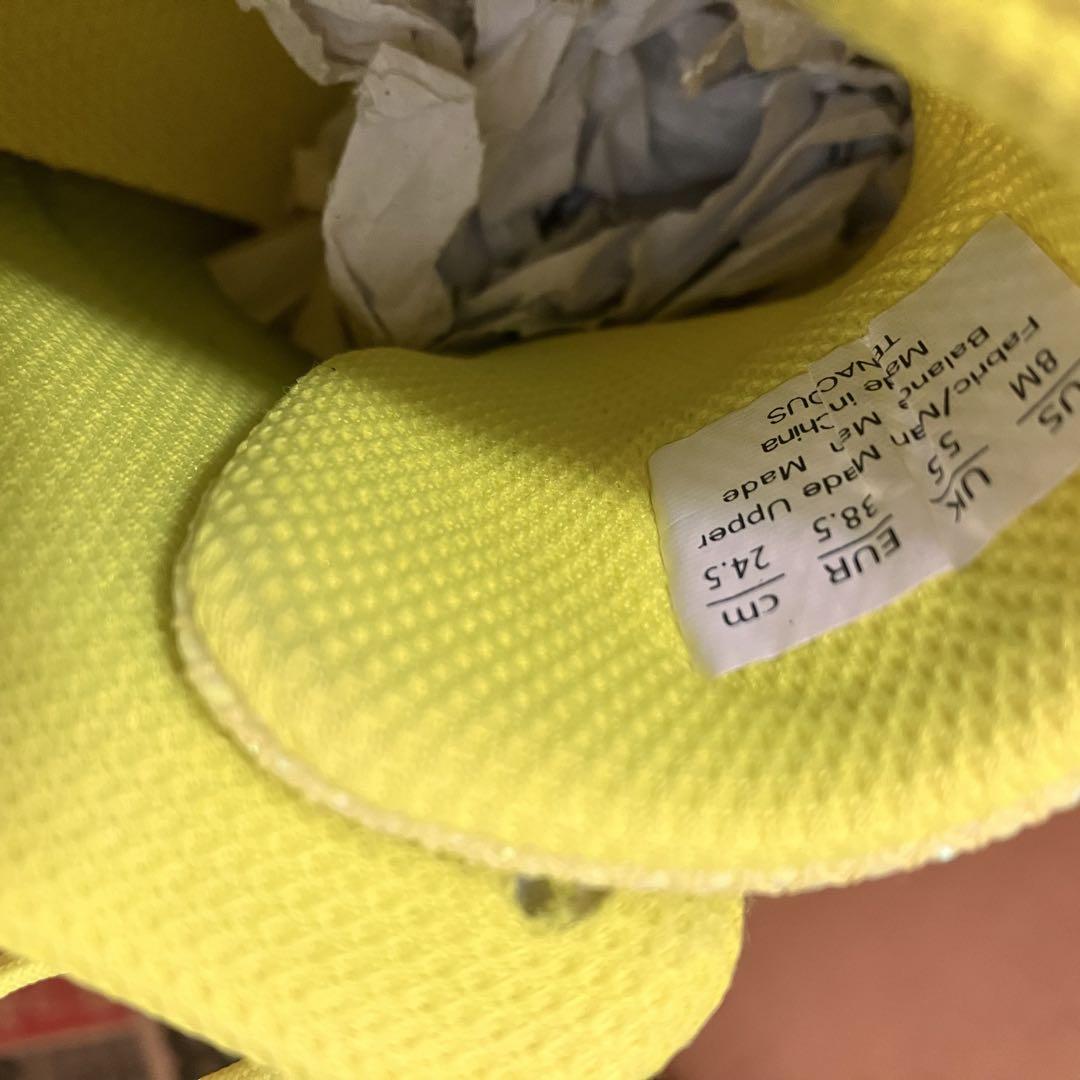 US UK EUR cm
8M 5.5 38.5 24.5
Fabric/Man Made Upper
Balance Man Made
Made in China
TENACIOUS